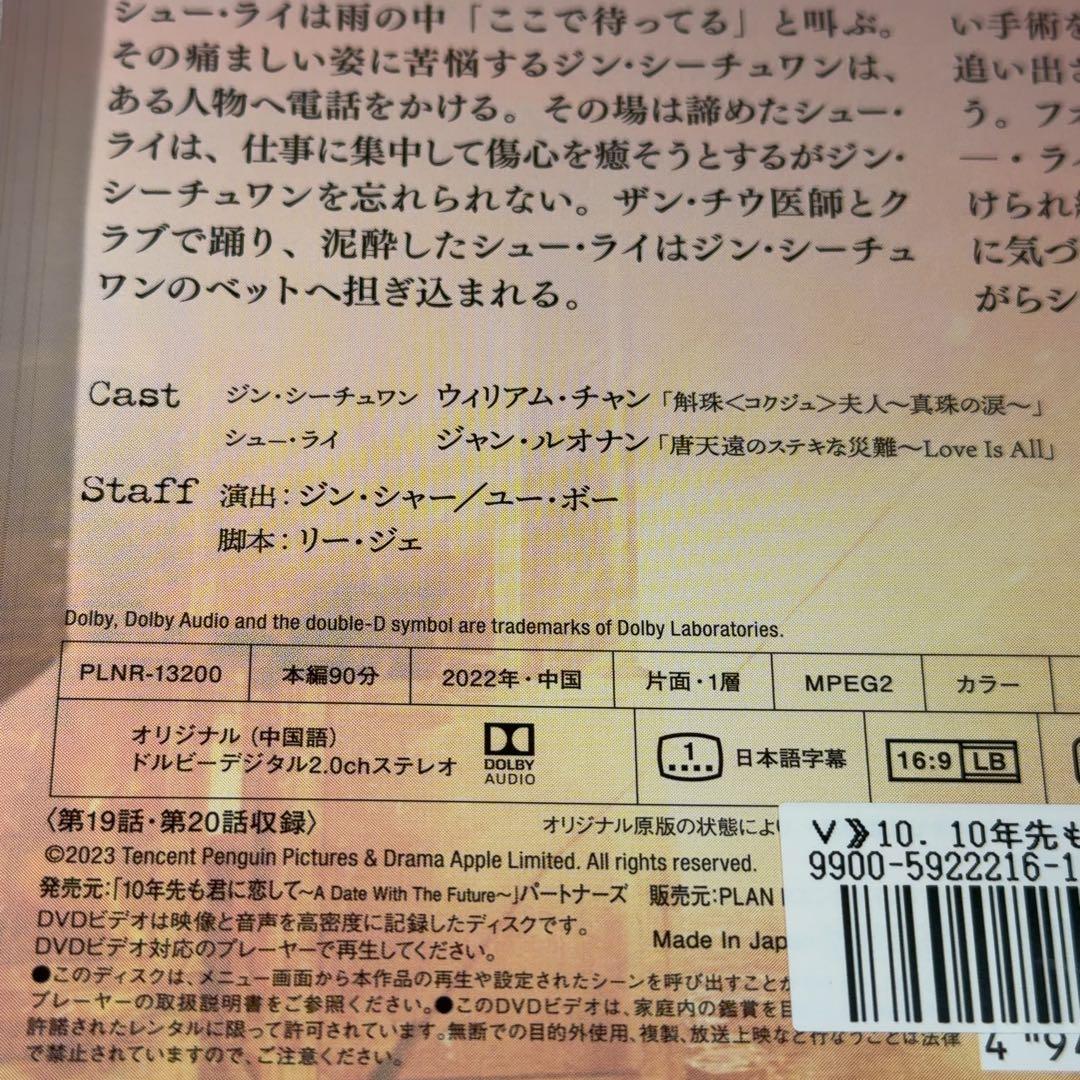 シュー・ライは雨の中「ここで待ってる」と叫ぶ。
その痛ましい姿に苦悩するジン・シーチュワンは、
ある人物へ電話をかける。その場は諦めたシュー・
ライは、仕事に集中して傷心を癒そうとするがジン・
シーチュワンを忘れられない。ザン・チウ医師とク
ラブで踊り、泥酔したシュー・ライはジン・シーチュ
ワンのベットへ担ぎ込まれる。
い手術を
追い出さ
う。フォ
ー・ライ
けられ
に気づ
がらシ
Cast ジン・シーチュワン ウィリアム・チャン「斛珠<コクジュ>夫人~真珠の涙~」
シュー・ライ ジャン・ルオナン「唐天遠のステキな災難~Love Is All」
Staff 演出:ジン・シャー/ユー・ボー
脚本:リー・ジェ
Dolby, Dolby Audio and the double-D symbol are trademarks of Dolby Laboratories.
PLNR-13200 本編90分 2022年・中国 片面・1層 MPEG2 カラー
オリジナル(中国語)
ドルビーデジタル2.0chステレオ
DOLBY
AUDIO
1
日本語字幕
16:9 LB
〈第19話・第20話収録〉
オリジナル原版の状態によ
©2023 Tencent Penguin Pictures & Drama Apple Limited. All rights reserved.
発売元:「10年先も君に恋して~A Date With The Future~」パートナーズ 販売元:PLAN
DVDビデオは映像と音声を高密度に記録したディスクです。
DVDビデオ対応のプレーヤーで再生してください。
Made In Jap
●このディスクは、メニュー画面から本作品の再生や設定されたシーンを呼び出すことか
プレーヤーの取扱説明書をご参照ください。●このDVDビデオは、家庭内の鑑賞を目
許諾されたレンタルに限って許可されています。無断での目的外使用、複製、放送上映など行なうことは法律
で禁止されていますので、ご注意ください。
V》10. 10年先も
9900-5922216-1
4 "94